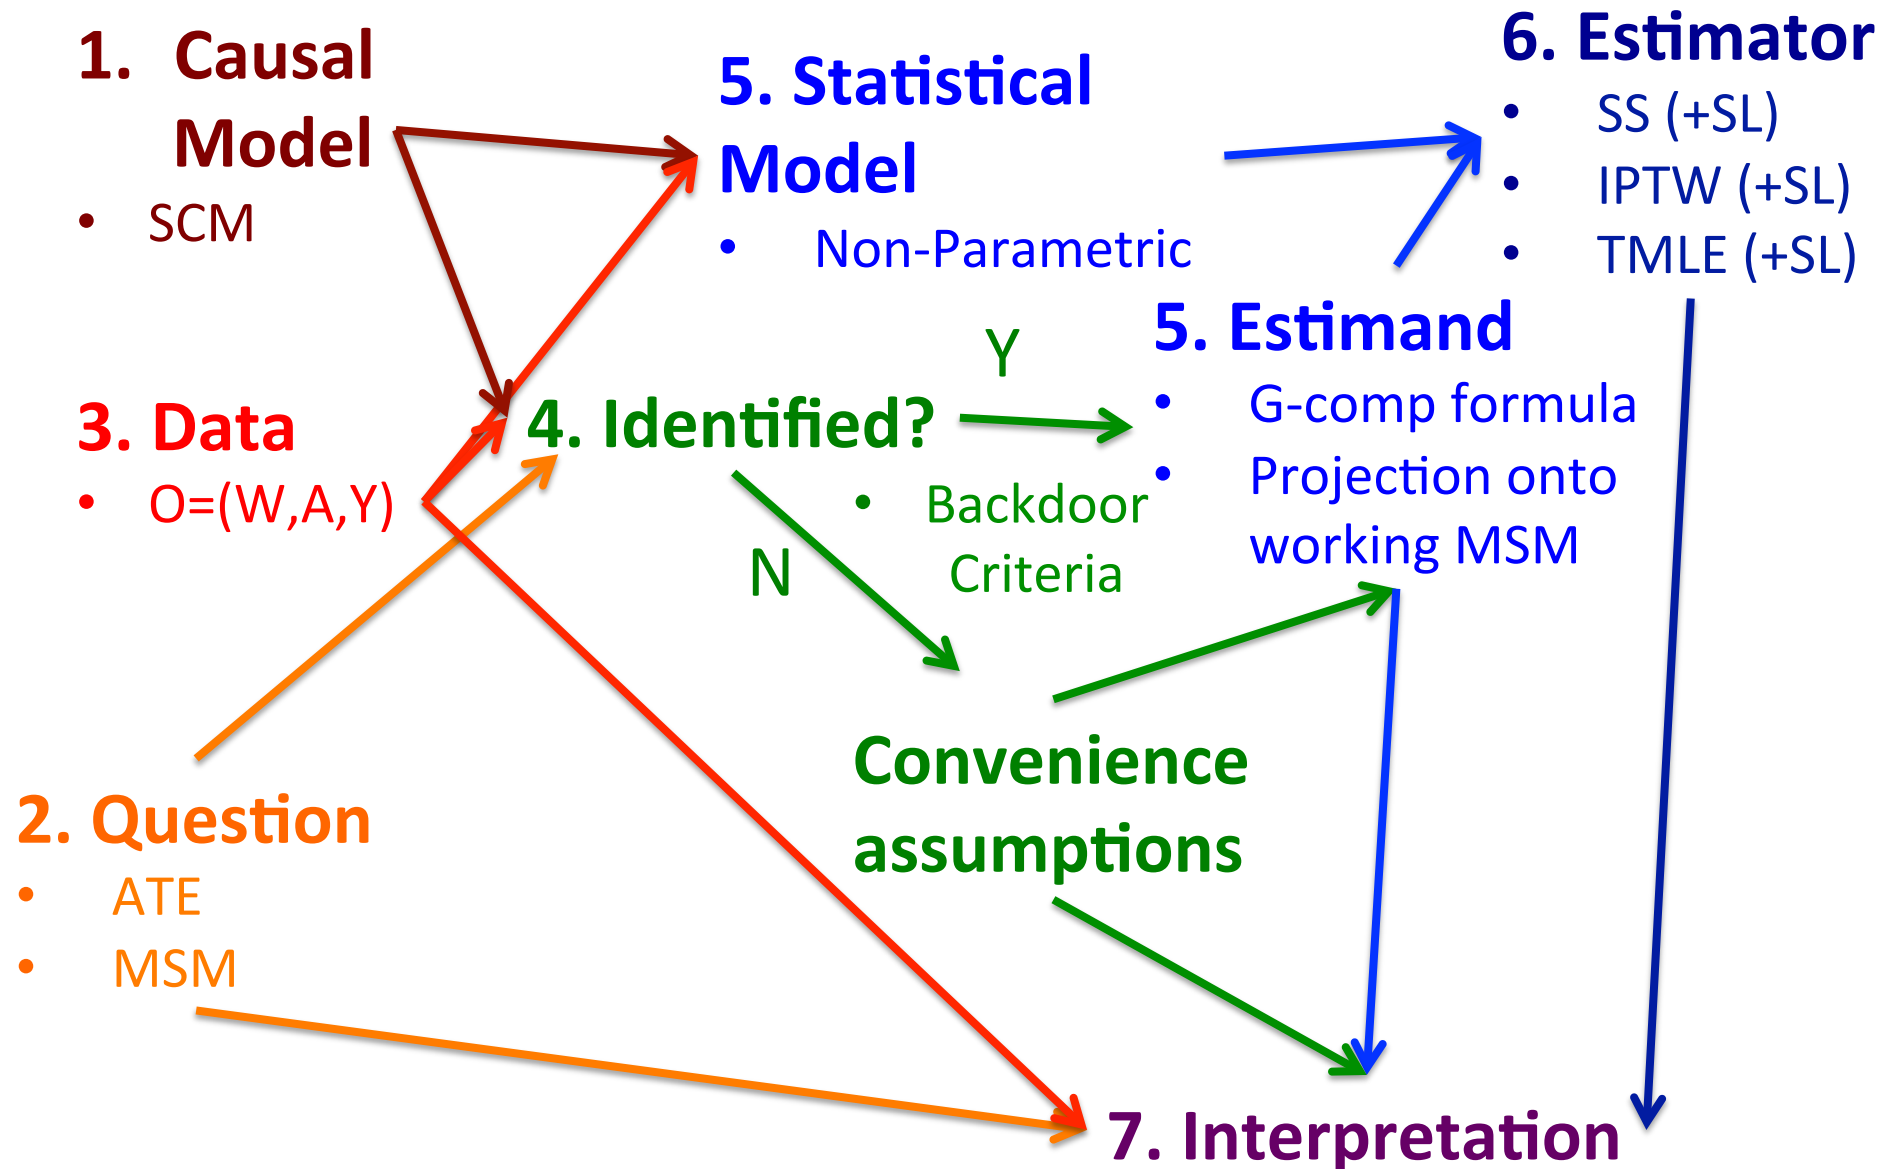 1. Causal
Model
• SCM
5. Statistical
Model
• Non-Parametric
6. Estimator
• SS (+SL)
• IPTW (+SL)
• TMLE (+SL)
3. Data
• O=(W,A,Y)
4. Identified?
Y
N
• Backdoor
Criteria
5. Estimand
• G-comp formula
• Projection onto
working MSM
Convenience
assumptions
2. Question
• ATE
• MSM
7. Interpretation